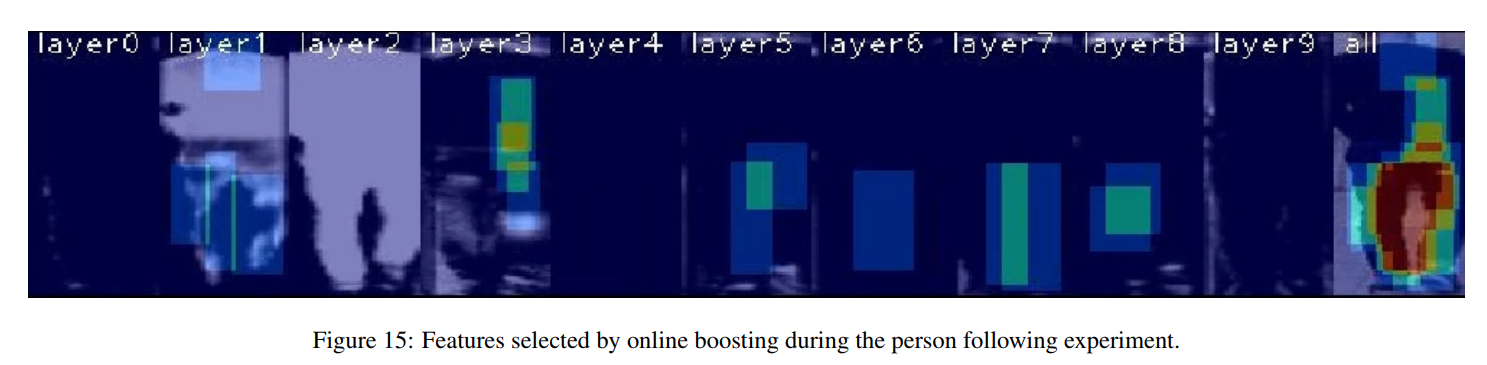 layer0 layer1 layer2 layer3 layer4 layer5 layer6 layer7 layer8 layer9 all
Figure 15: Features selected by online boosting during the person following experiment.